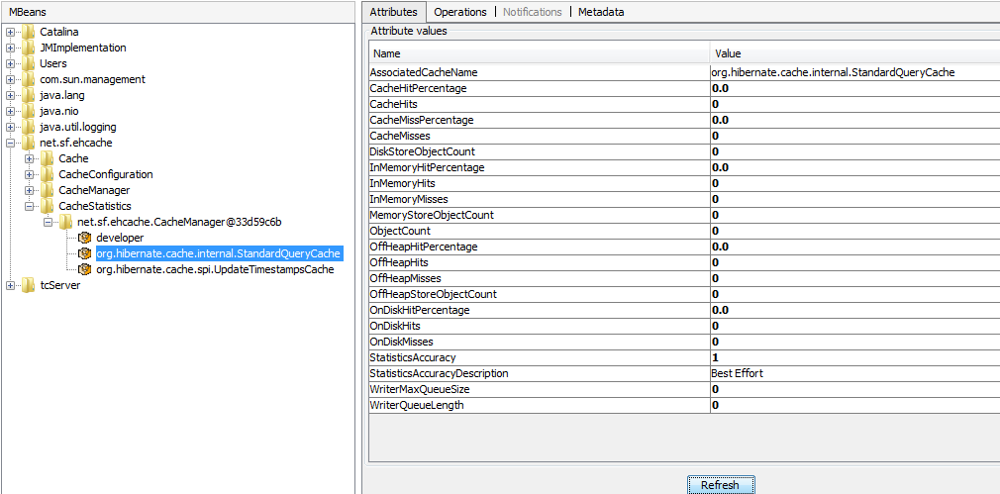 MBeans
Catalina
JMImplementation
Users
com.sun.management
java.lang
java.nio
java.util.logging
net.sf.ehcache
Cache
CacheConfiguration
CacheManager
CacheStatistics
net.sf.ehcache.CacheManager@33d59c6b
developer
org.hibernate.cache.internal.StandardQueryCache
org.hibernate.cache.spi.UpdateTimestampsCache
tcServer
Attributes Operations Notifications Metadata
Attribute values
Name Value
AssociatedCacheName org.hibernate.cache.internal.StandardQueryCache
CacheHitPercentage 0.0
CacheHits 0
CacheMissPercentage 0.0
CacheMisses 0
DiskStoreObjectCount 0
InMemoryHitPercentage 0.0
InMemoryHits 0
InMemoryMisses 0
MemoryStoreObjectCount 0
ObjectCount 0
OffHeapHitPercentage 0.0
OffHeapHits 0
OffHeapMisses 0
OffHeapStoreObjectCount 0
OnDiskHitPercentage 0.0
OnDiskHits 0
OnDiskMisses 0
StatisticsAccuracy 1
StatisticsAccuracyDescription Best Effort
WriterMaxQueueSize 0
WriterQueueLength 0
Refresh